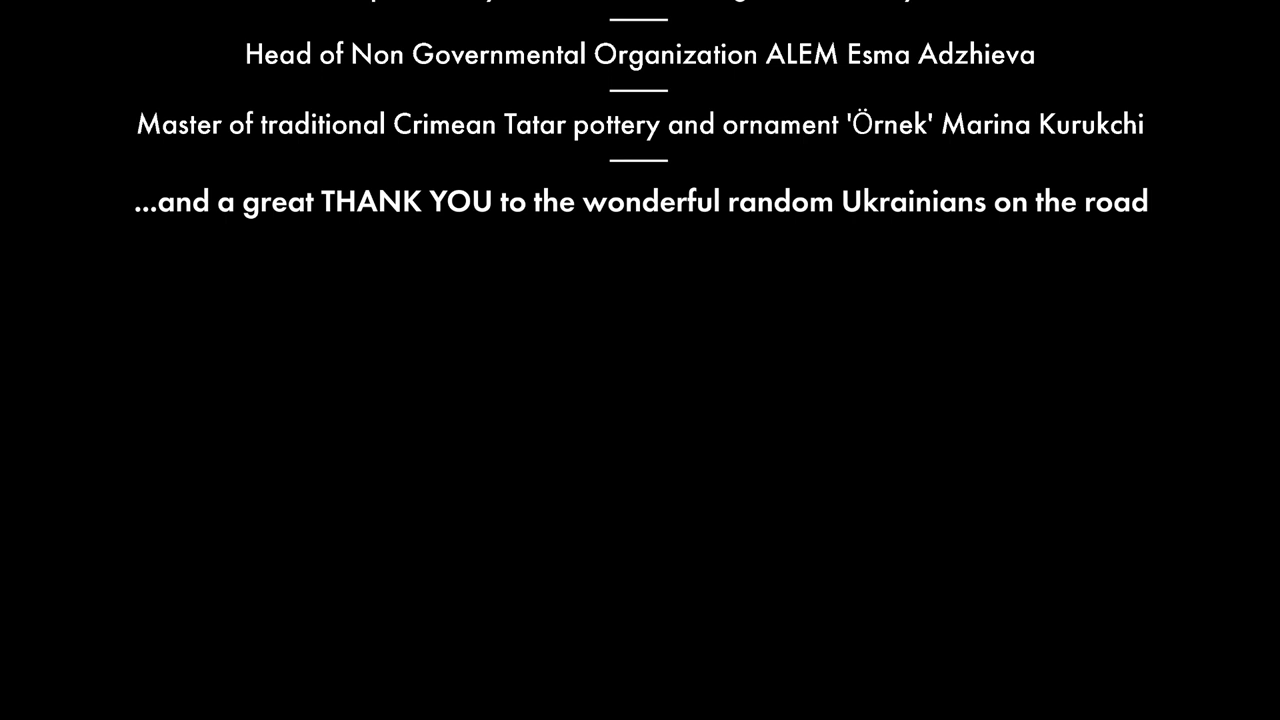 Head of Non Governmental Organization ALEM Esma Adzhieva
Master of traditional Crimean Tatar pottery and ornament 'Örnek' Marina Kurukchi
...and a great THANK YOU to the wonderful random Ukrainians on the road